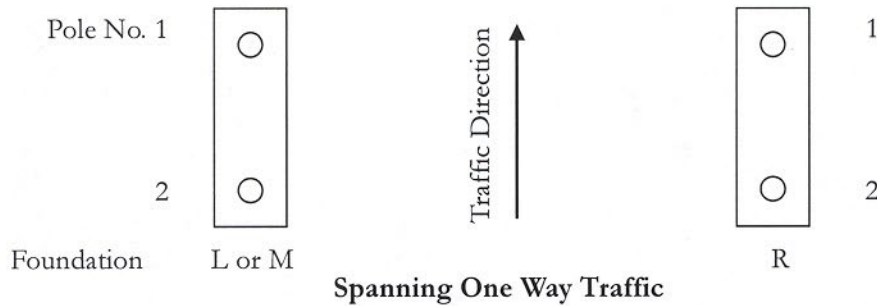 Pole No. 1
1
Traffic Direction
2
2
Foundation L or M R
Spanning One Way Traffic